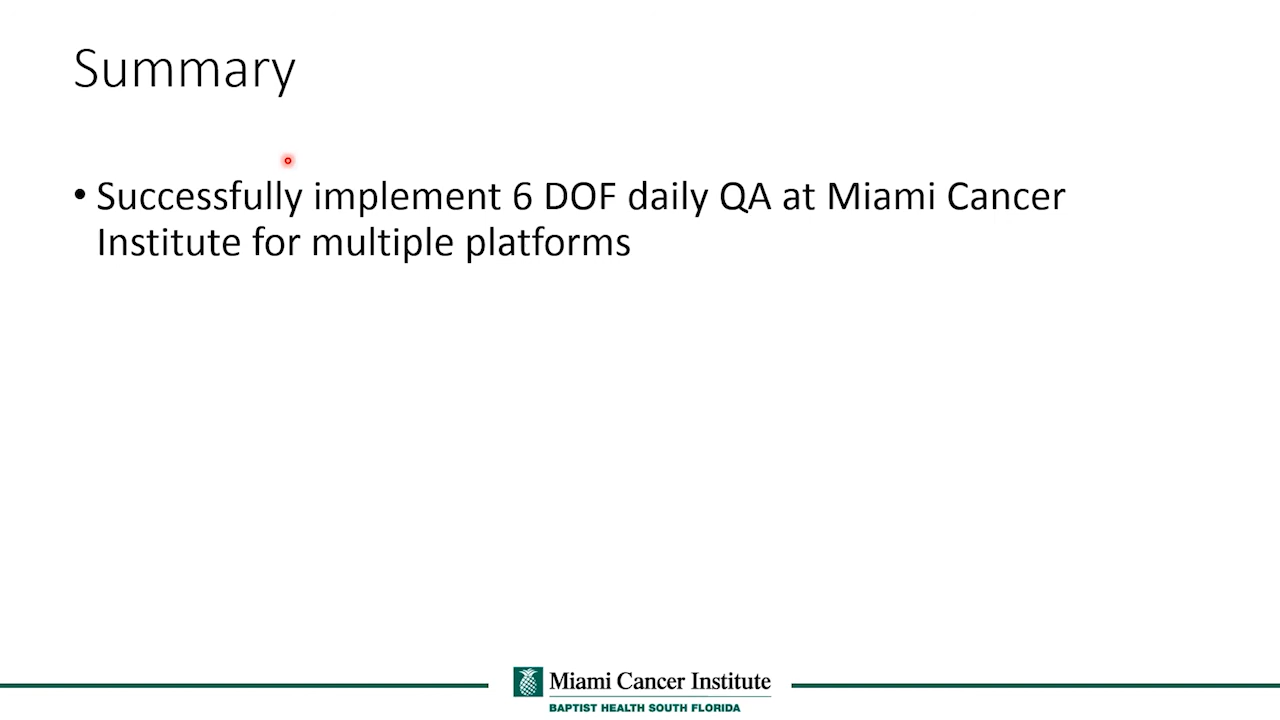 Summary
• Successfully implement 6 DOF daily QA at Miami Cancer
Institute for multiple platforms
Miami Cancer Institute
BAPTIST HEALTH SOUTH FLORIDA